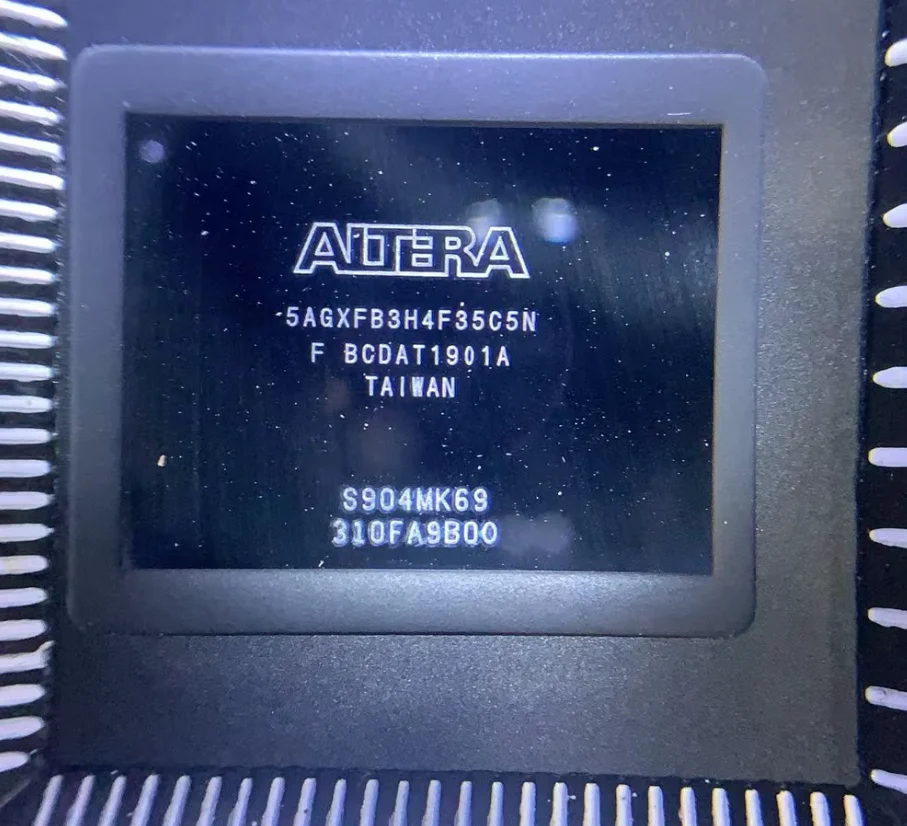 ALTERA
5AGXFB3H4F35C5N
F BCDAT1901A
TAIWAN
S904MK69
310FA9B00